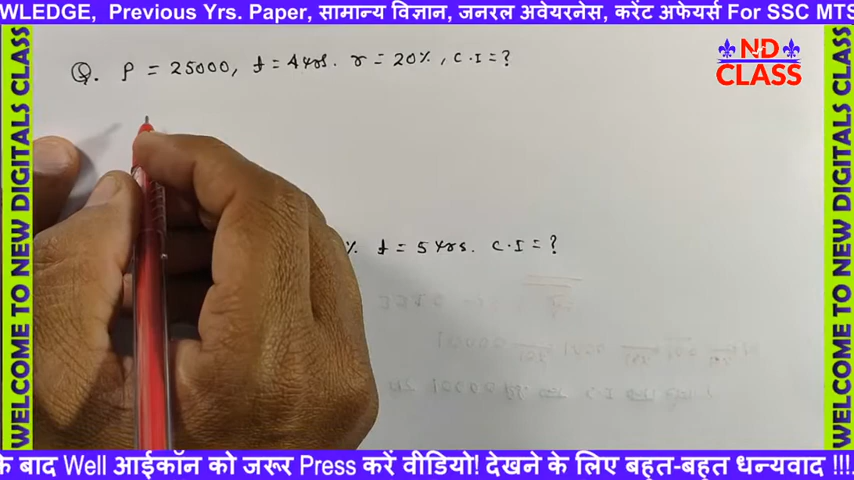 WLEDGE, Previous Yrs. Paper, सामान्य विज्ञान, जनरल अवेयरनेस, करेंट अफेयर्स For SSC MTS
ND
CLASS
Q. P = 25000, t = 4 yrs. r = 20%, C.I = ?
% t = 5 yrs. C.I = ?
WELCOME TO NEW DIGITALS CLASS
WELCOME TO NEW DIGITALS CLASS
के बाद Well आईकॉन को जरूर Press करें वीडियो! देखने के लिए बहुत-बहुत धन्यवाद !!!